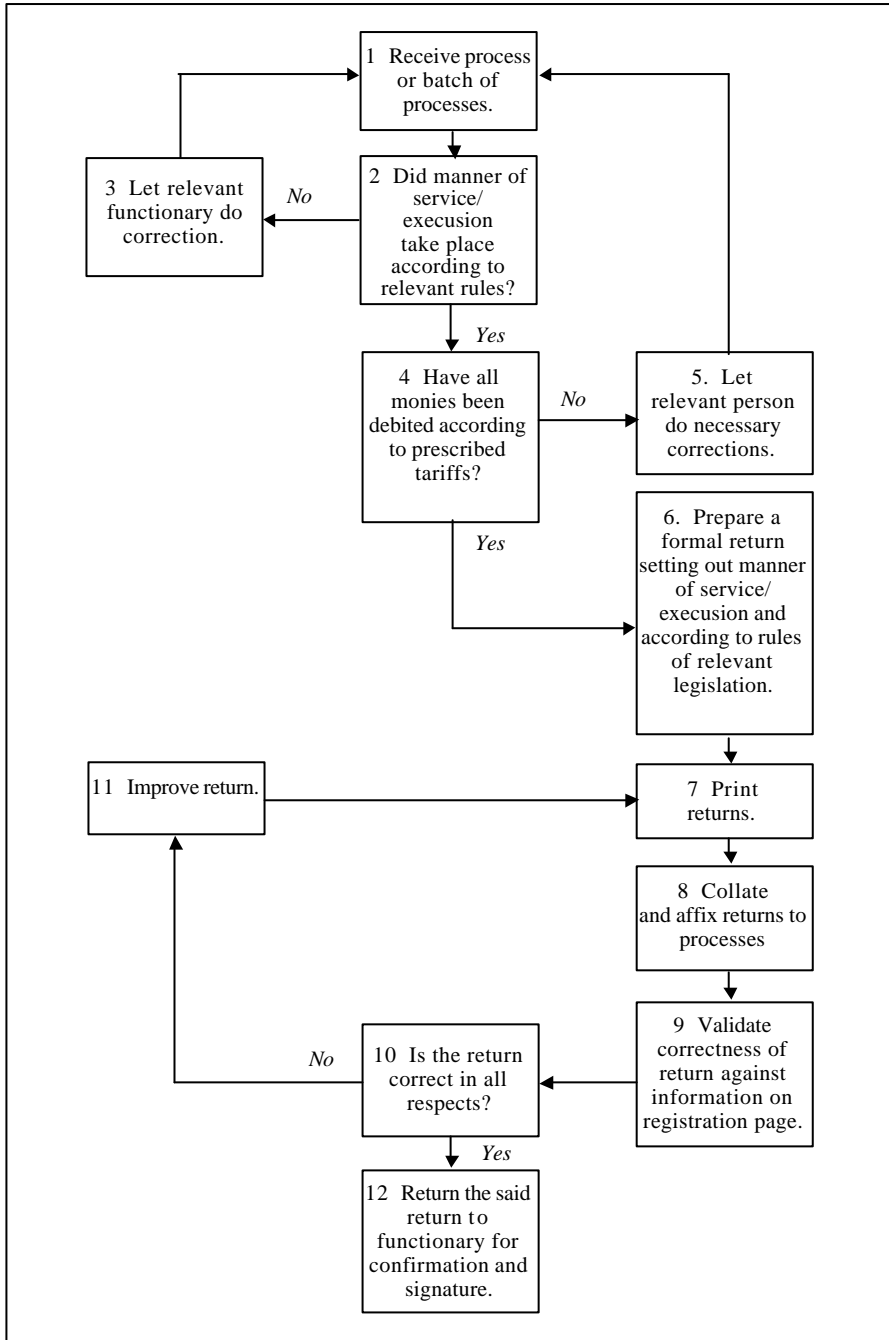 1 Receive process
or batch of
processes.
2 Did manner of
service/
execusion
take place
according to
relevant rules?
No
3 Let relevant
functionary do
correction.
Yes
4 Have all
monies been
debited according
to prescribed
tariffs?
No
5. Let
relevant person
do necessary
corrections.
Yes
6. Prepare a
formal return
setting out manner
of service/
execusion and
according to rules
of relevant
legislation.
11 Improve return.
7 Print
returns.
8 Collate
and affix returns to
processes
9 Validate
correctness of
return against
information on
registration page.
10 Is the return
correct in all
respects?
No
Yes
12 Return the said
return to
functionary for
confirmation and
signature.